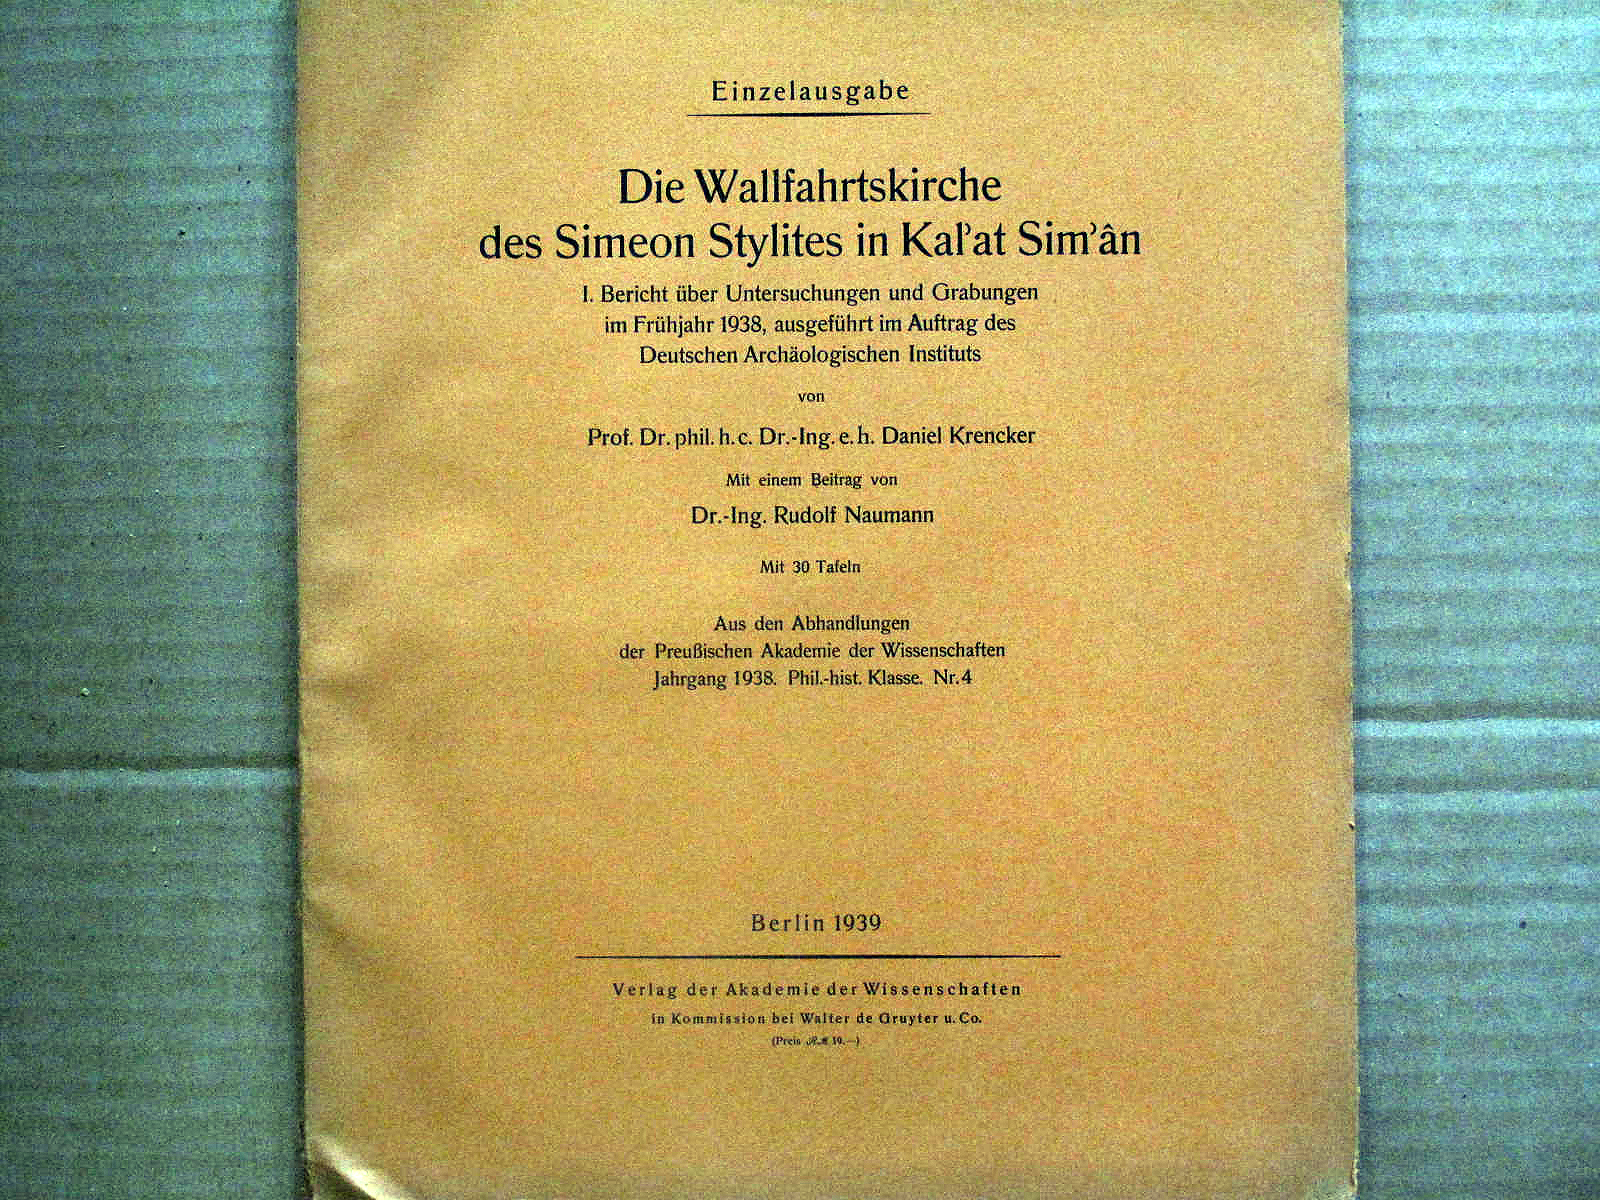 Einzelausgabe
Die Wallfahrtskirche
des Simeon Stylites in Kal'at Sim'ân
I. Bericht über Untersuchungen und Grabungen
im Frühjahr 1938, ausgeführt im Auftrag des
Deutschen Archäologischen Instituts
von
Prof. Dr. phil. h. c. Dr.-Ing. e. h. Daniel Krencker
Mit einem Beitrag von
Dr.-Ing. Rudolf Naumann
Mit 30 Tafeln
Aus den Abhandlungen
der Preußischen Akademie der Wissenschaften
Jahrgang 1938. Phil.-hist. Klasse. Nr. 4
Berlin 1939
Verlag der Akademie der Wissenschaften
in Kommission bei Walter de Gruyter u. Co.
(Preis ℛℳ 19.—)